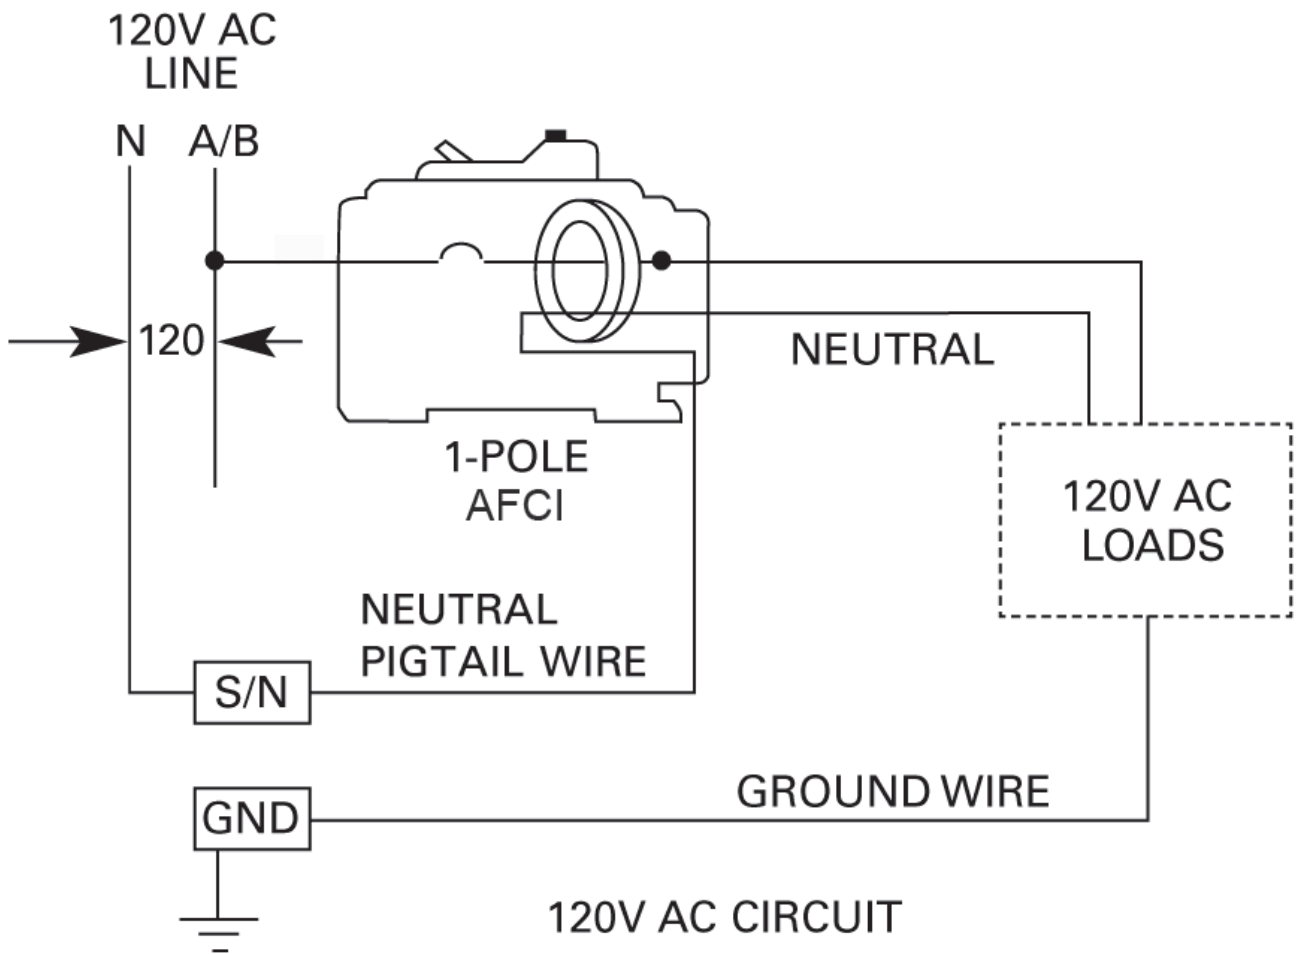 120V AC
LINE
N A/B
120
NEUTRAL
1-POLE
AFCI
120V AC
LOADS
NEUTRAL
PIGTAIL WIRE
S/N
GROUND WIRE
GND
120V AC CIRCUIT